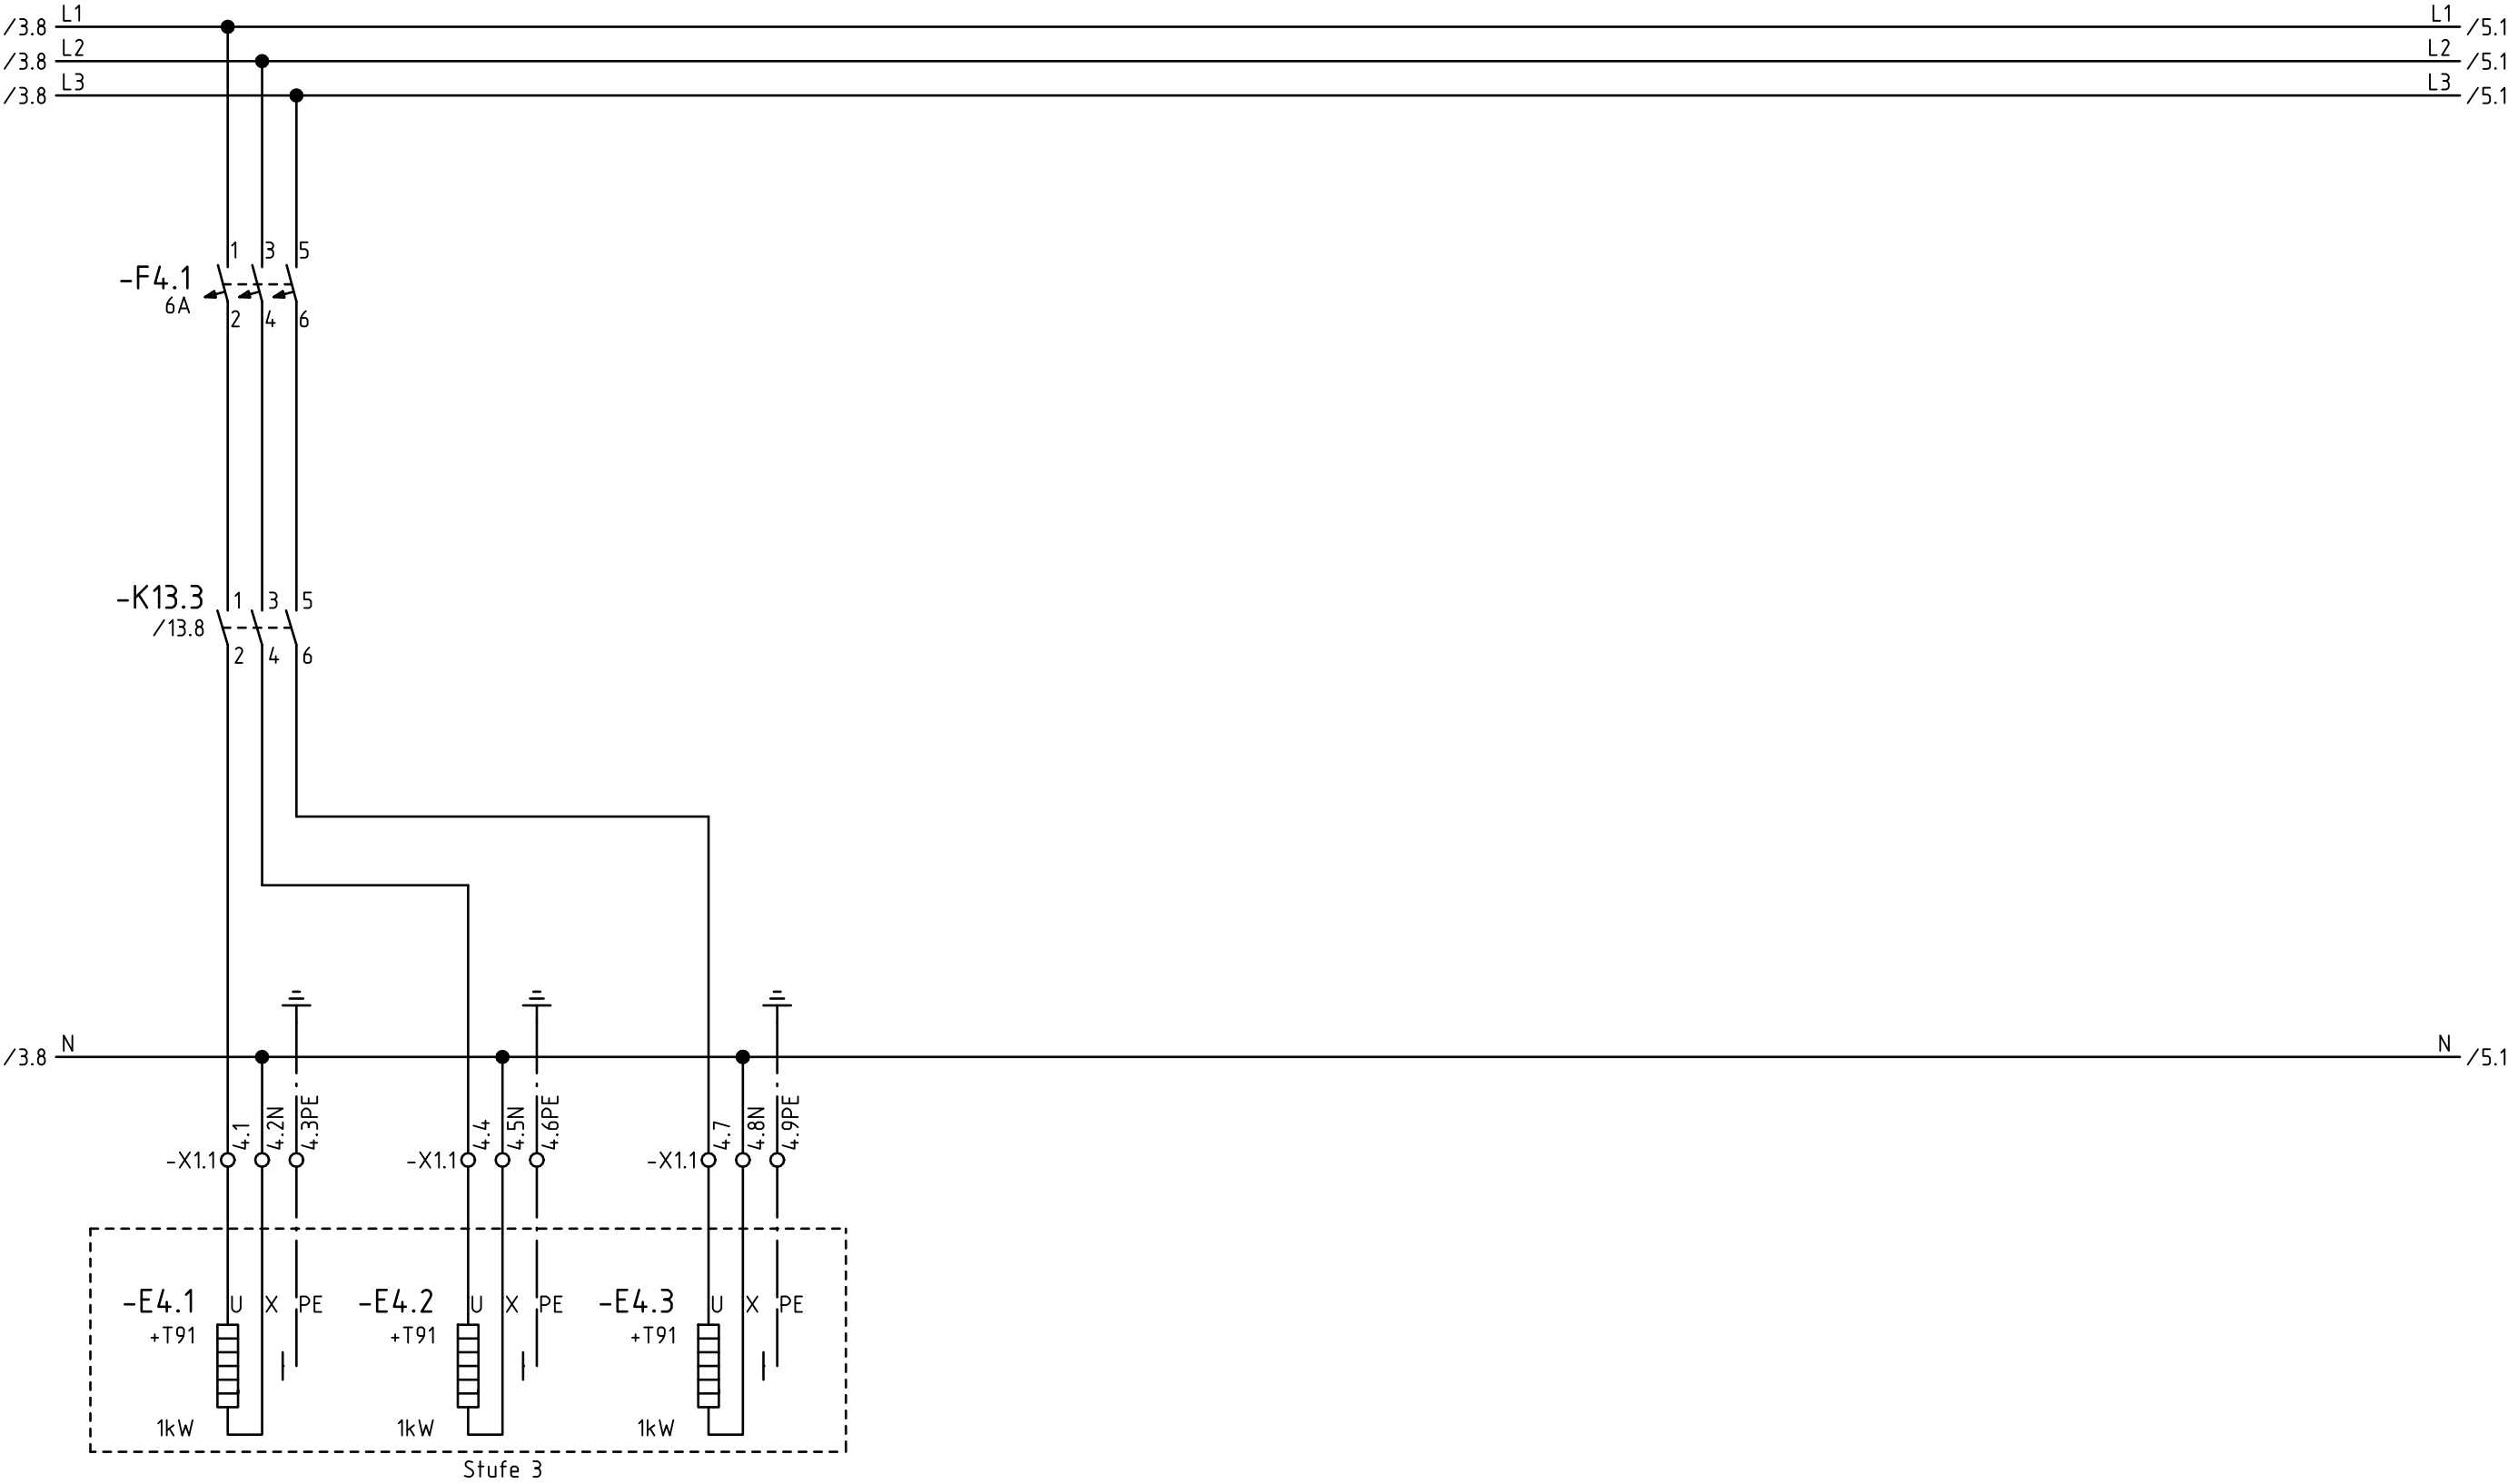 L1 L1
/3.8 /5.1
L2 L2
/3.8 /5.1
L3 L3
/3.8 /5.1
1 3 5
-F4.1
6A
2 4 6
-K13.3 1 3 5
/13.8
2 4 6
N N
/3.8 /5.1
4.1 4.2N 4.3PE 4.4 4.5N 4.6PE 4.7 4.8N 4.9PE
-X1.1 -X1.1 -X1.1
-E4.1 U X PE -E4.2 U X PE -E4.3 U X PE
+T91 +T91 +T91
1kW 1kW 1kW
Stufe 3